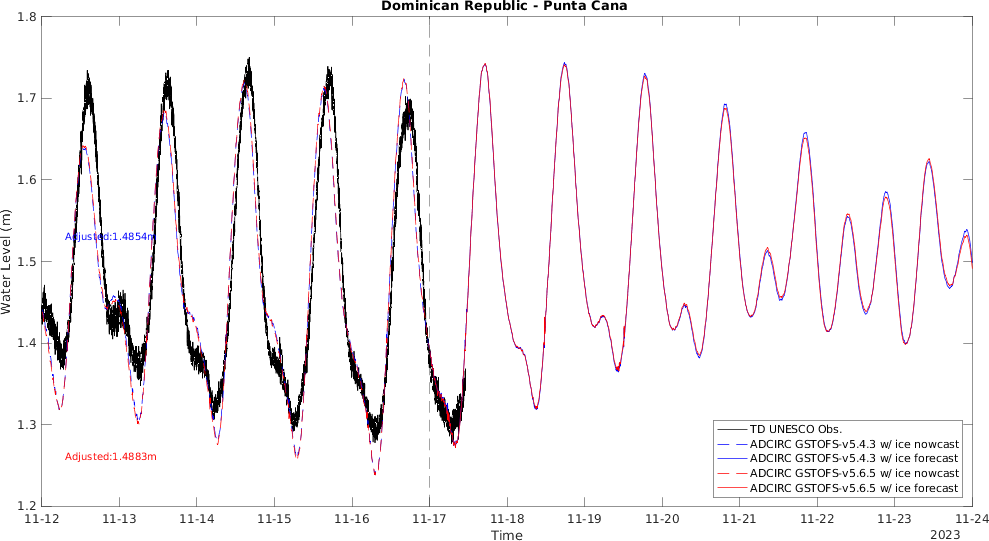 Dominican Republic - Punta Cana
1.8
1.7
1.6
1.5
1.4
1.3
1.2
Water Level (m)
Adjusted:1.4854m
Adjusted:1.4883m
TD UNESCO Obs.
ADCIRC GSTOFS-v5.4.3 w/ ice nowcast
ADCIRC GSTOFS-v5.4.3 w/ ice forecast
ADCIRC GSTOFS-v5.6.5 w/ ice nowcast
ADCIRC GSTOFS-v5.6.5 w/ ice forecast
11-12 11-13 11-14 11-15 11-16 11-17 11-18 11-19 11-20 11-21 11-22 11-23 11-24
Time
2023